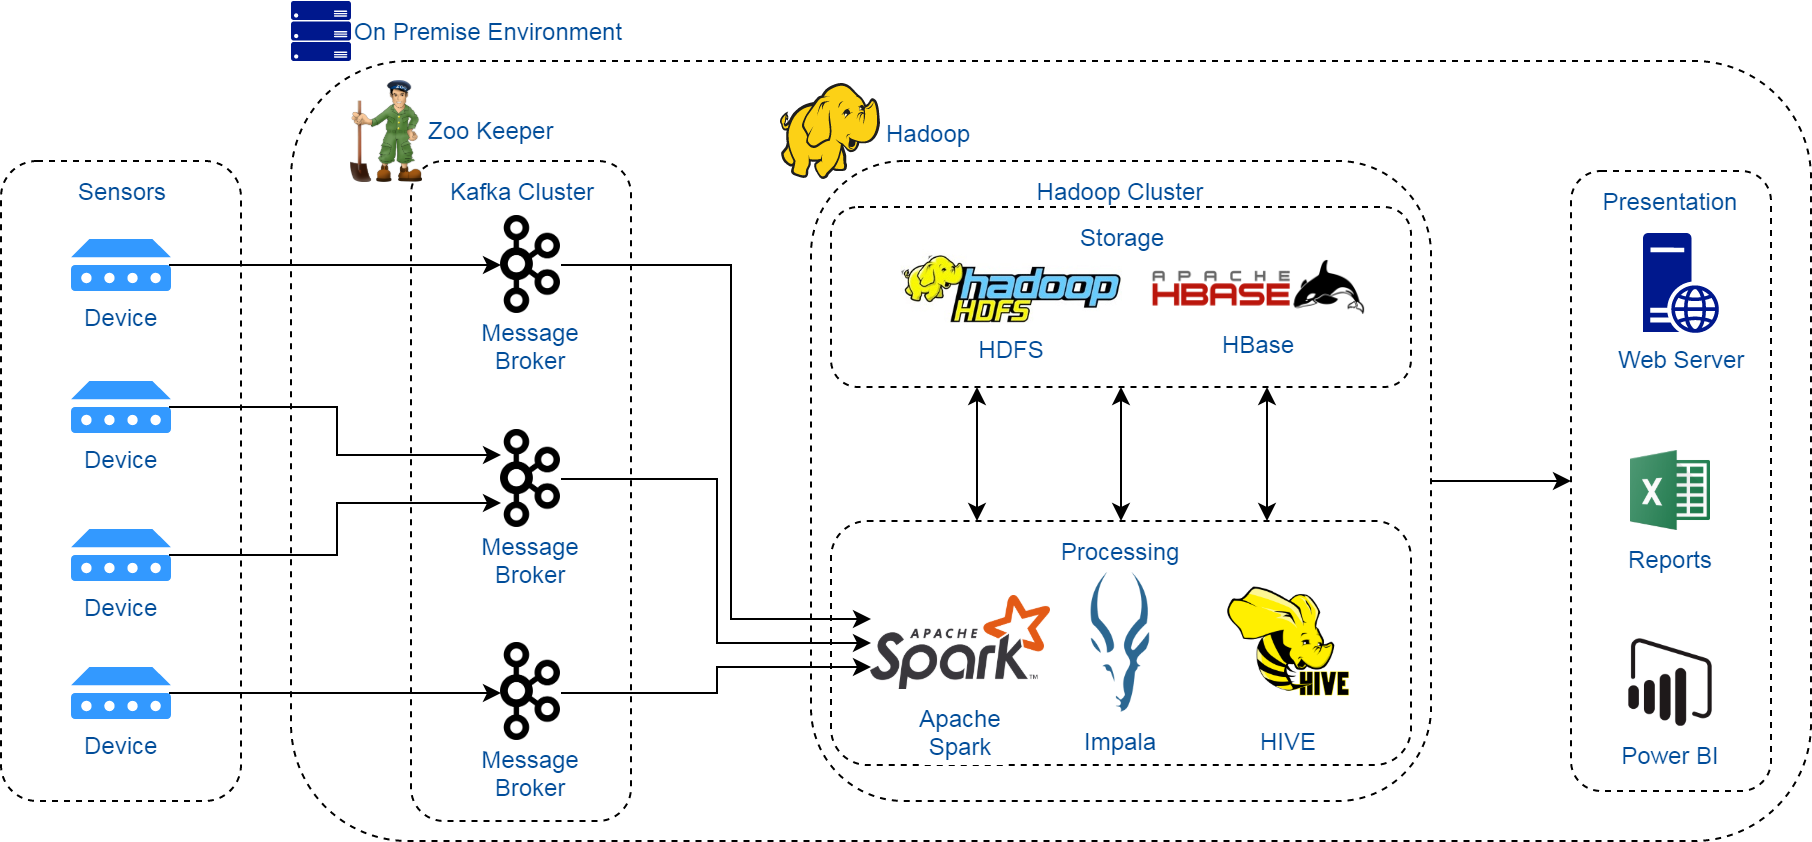 On Premise Environment
Zoo Keeper
Hadoop
Sensors
Device
Device
Device
Device
Kafka Cluster
Message
Broker
Message
Broker
Message
Broker
Hadoop Cluster
Storage
hadoop
HDFS
HDFS
APACHE
HBASE
HBase
Processing
APACHE
Spark™
Apache
Spark
Impala
HIVE
HIVE
Presentation
Web Server
X
Reports
Power BI